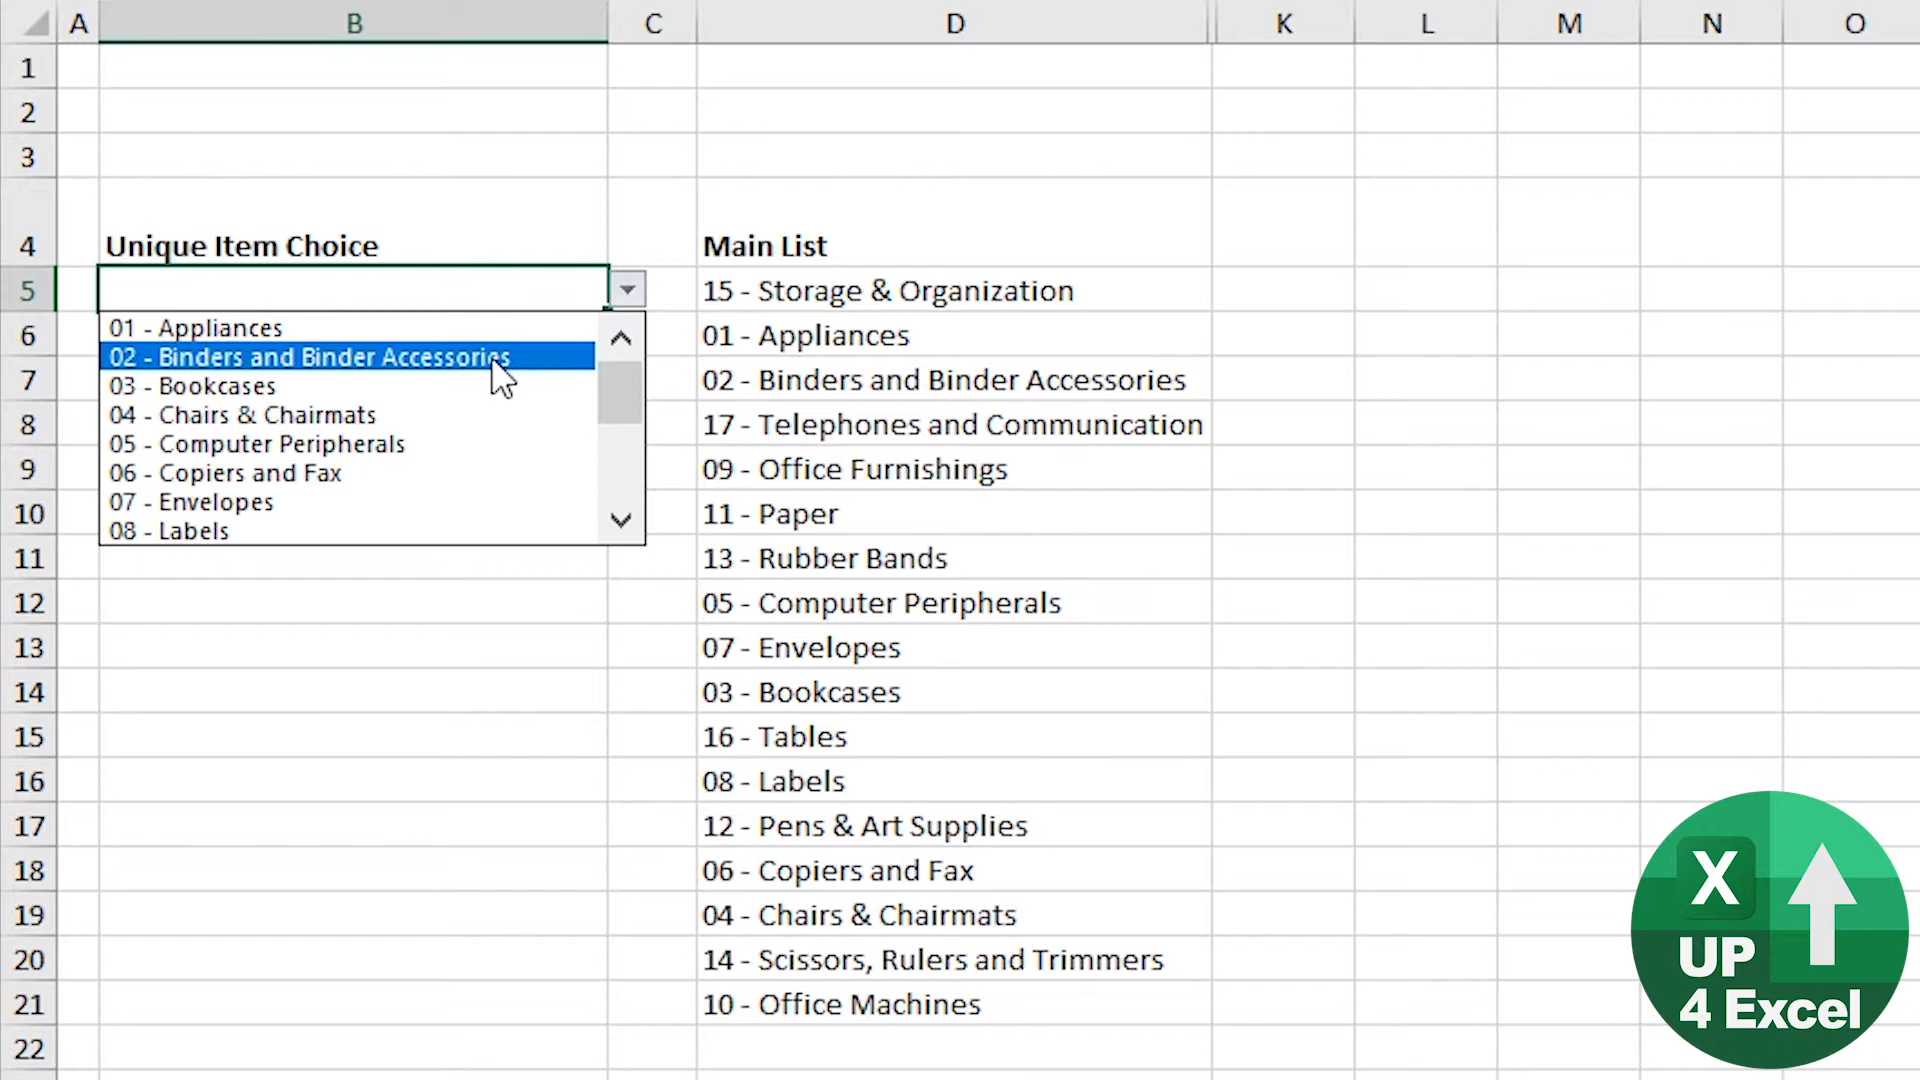 A B C D K L M N O
1
2
3
4 Unique Item Choice Main List
5 15 - Storage & Organization
6 01 - Appliances
7 02 - Binders and Binder Accessories
8 17 - Telephones and Communication
9 09 - Office Furnishings
10 11 - Paper
11 13 - Rubber Bands
12 05 - Computer Peripherals
13 07 - Envelopes
14 03 - Bookcases
15 16 - Tables
16 08 - Labels
17 12 - Pens & Art Supplies
18 06 - Copiers and Fax
19 04 - Chairs & Chairmats
20 14 - Scissors, Rulers and Trimmers
21 10 - Office Machines
22
01 - Appliances
02 - Binders and Binder Accessories
03 - Bookcases
04 - Chairs & Chairmats
05 - Computer Peripherals
06 - Copiers and Fax
07 - Envelopes
08 - Labels
X
UP
4 Excel